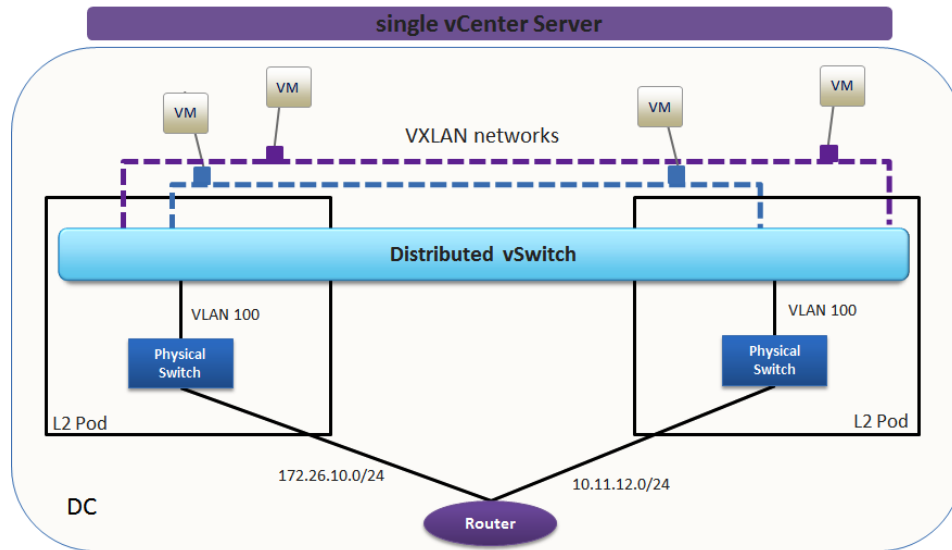 single vCenter Server
VM
VM
VM
VM
VXLAN networks
Distributed vSwitch
VLAN 100
VLAN 100
Physical
Switch
Physical
Switch
L2 Pod
L2 Pod
172.26.10.0/24
10.11.12.0/24
DC
Router